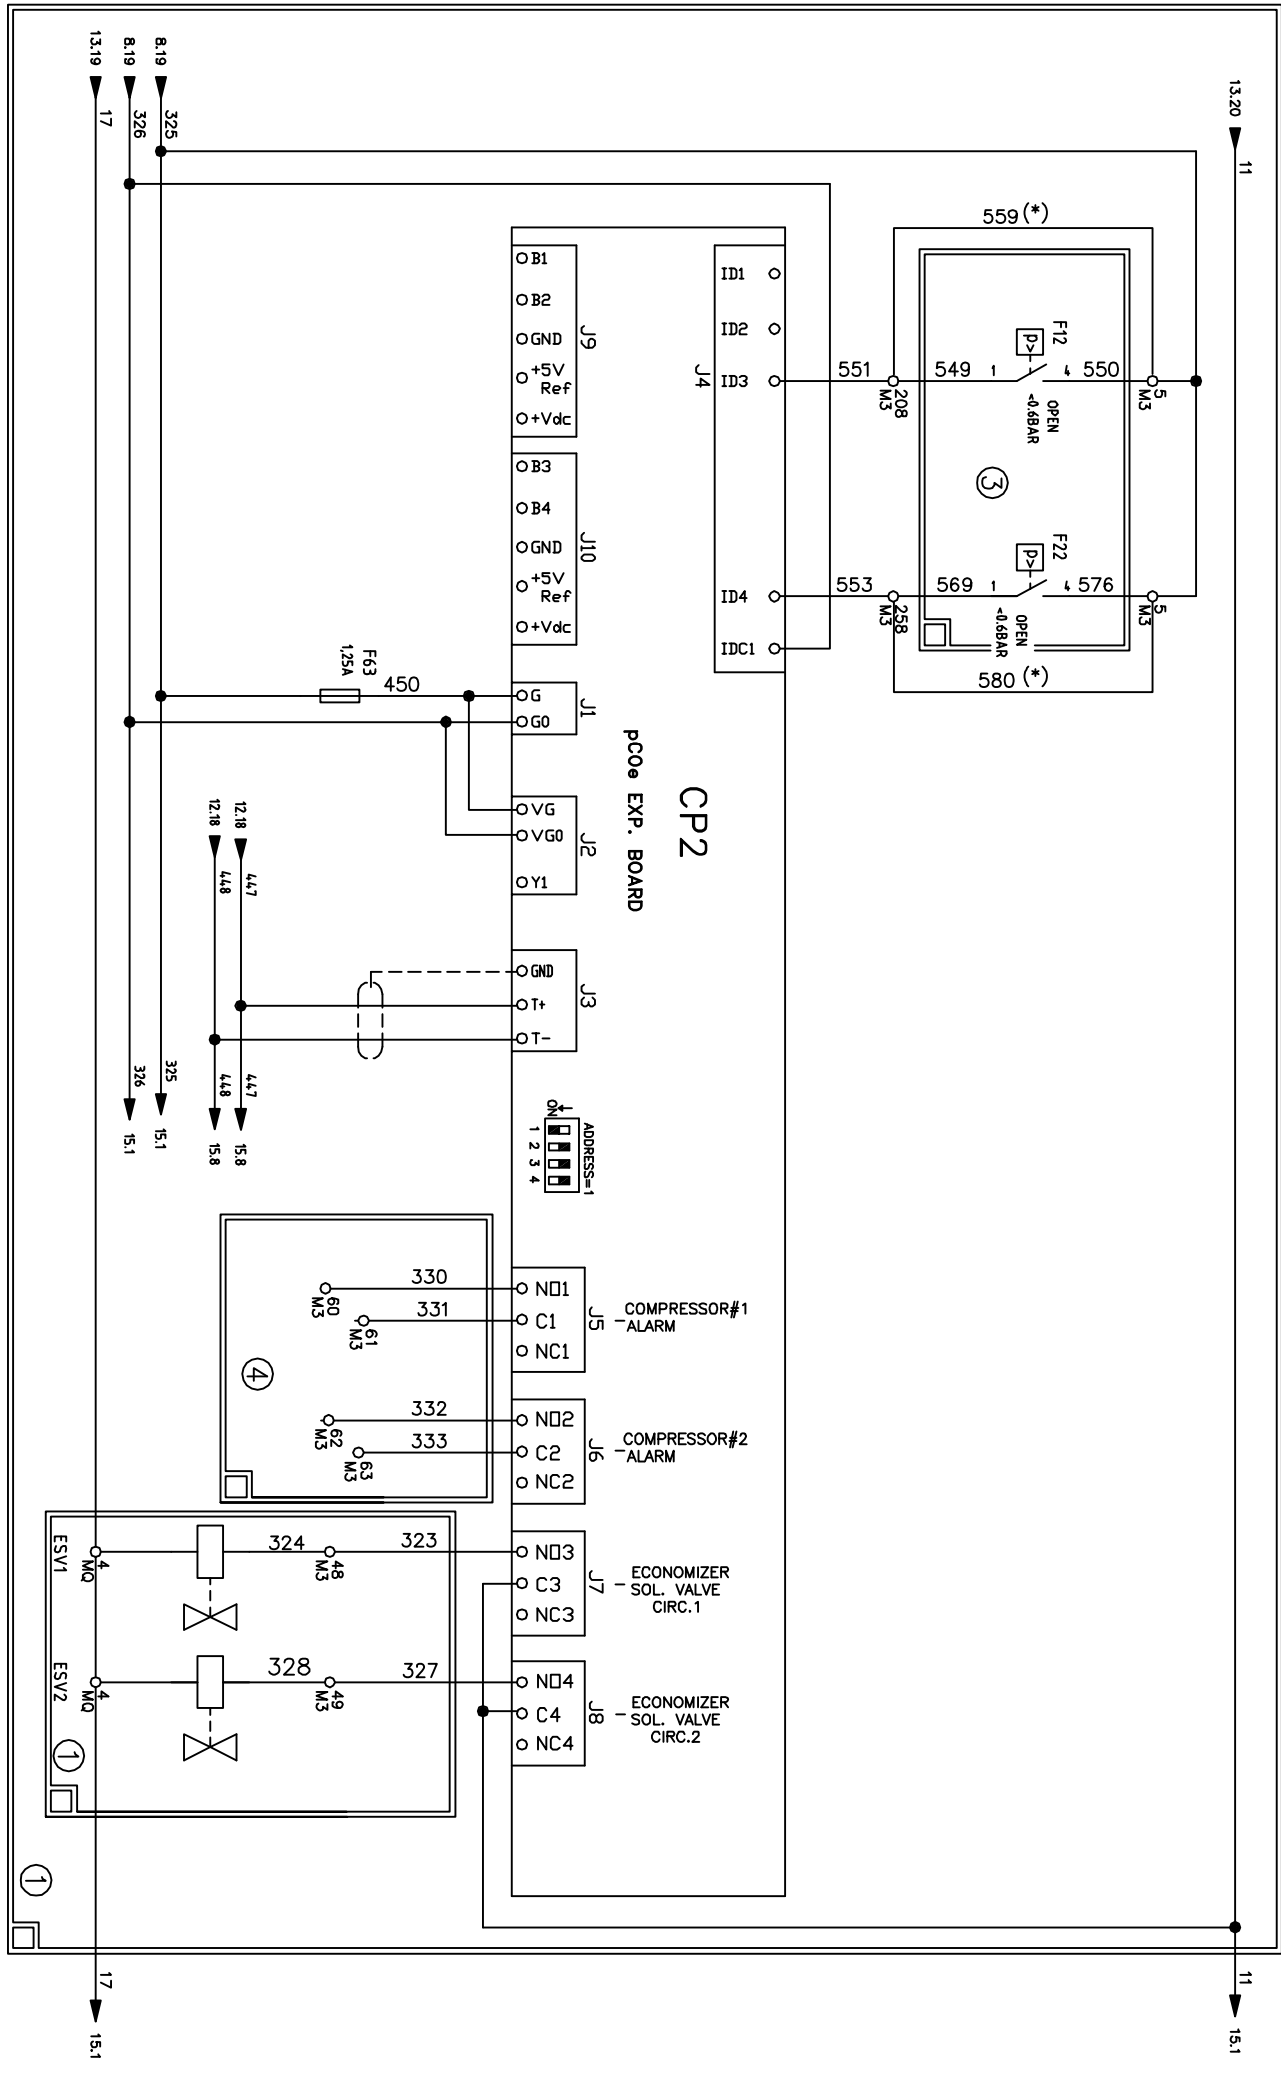 13.19
8.19
8.19
13.20
17
326
325
11
559 (*)
B1
B2
GND
+5V
Ref
+Vdc
J9
ID1
ID2
J4
ID3
551
208
M3
549
1
F12
p>
4
550
5
M3
OPEN
<0.6BAR
3
B3
B4
GND
+5V
Ref
+Vdc
J10
ID4
553
258
M3
569
1
F22
p>
4
576
5
M3
OPEN
<0.6BAR
IDC1
580 (*)
F63
1,25A
450
G
G0
J1
pCOe EXP. BOARD
CP2
12.18
12.18
448
447
VG
VG0
Y1
J2
GND
T+
T-
J3
326
325
448
447
15.1
15.1
15.8
15.8
ON
1
2
3
4
ADDRESS=1
330
60
M3
331
61
M3
NO1
C1
NC1
J5
COMPRESSOR#1
-ALARM
4
332
62
M3
333
63
M3
NO2
C2
NC2
J6
COMPRESSOR#2
-ALARM
ESV1
4
MQ
324
48
M3
323
NO3
C3
NC3
J7
ECONOMIZER
- SOL. VALVE
CIRC.1
ESV2
4
MQ
328
49
M3
327
NO4
C4
NC4
J8
ECONOMIZER
- SOL. VALVE
CIRC.2
1
1
17
11
15.1
15.1